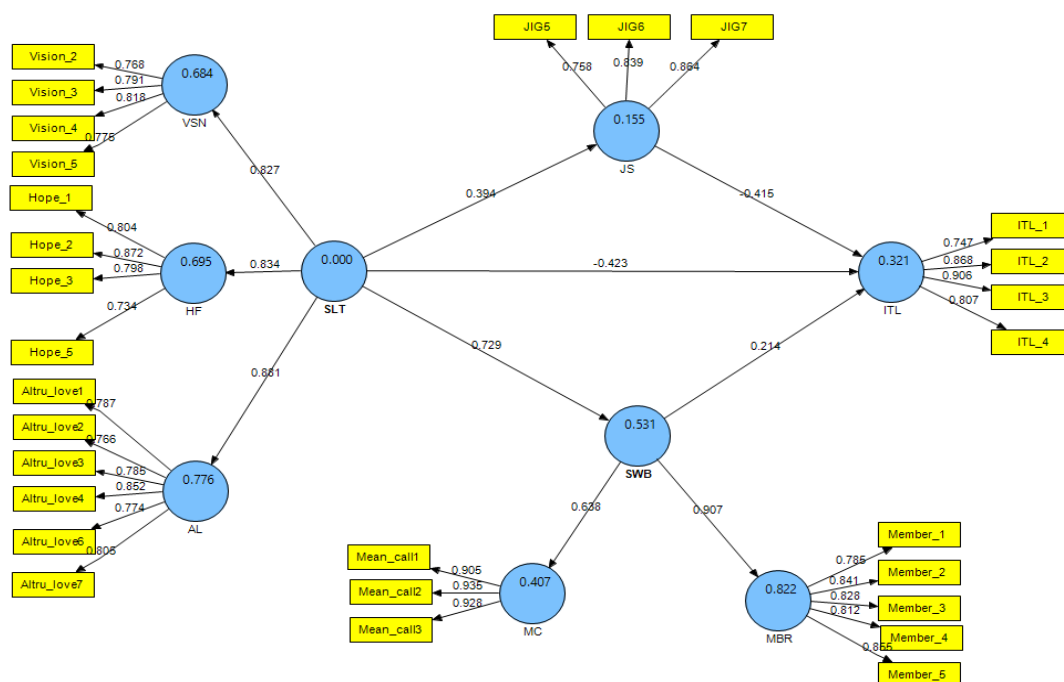 JIG5
JIG6
JIG7
0.758
0.839
0.864
0.155
JS
Vision_2
Vision_3
Vision_4
Vision_5
0.768
0.791
0.818
0.775
0.684
VSN
0.827
0.394
-0.415
Hope_1
Hope_2
Hope_3
Hope_5
0.804
0.872
0.798
0.734
0.695
HF
0.834
0.000
SLT
-0.423
0.321
ITL
0.747
0.868
0.906
0.807
ITL_1
ITL_2
ITL_3
ITL_4
0.881
0.729
0.214
Altru_love1
Altru_love2
Altru_love3
Altru_love4
Altru_love6
Altru_love7
0.787
0.766
0.785
0.852
0.774
0.805
0.776
AL
0.531
SWB
0.638
0.907
Mean_call1
Mean_call2
Mean_call3
0.905
0.935
0.928
0.407
MC
0.822
MBR
0.785
0.841
0.828
0.812
Member_1
Member_2
Member_3
Member_4
Member_5